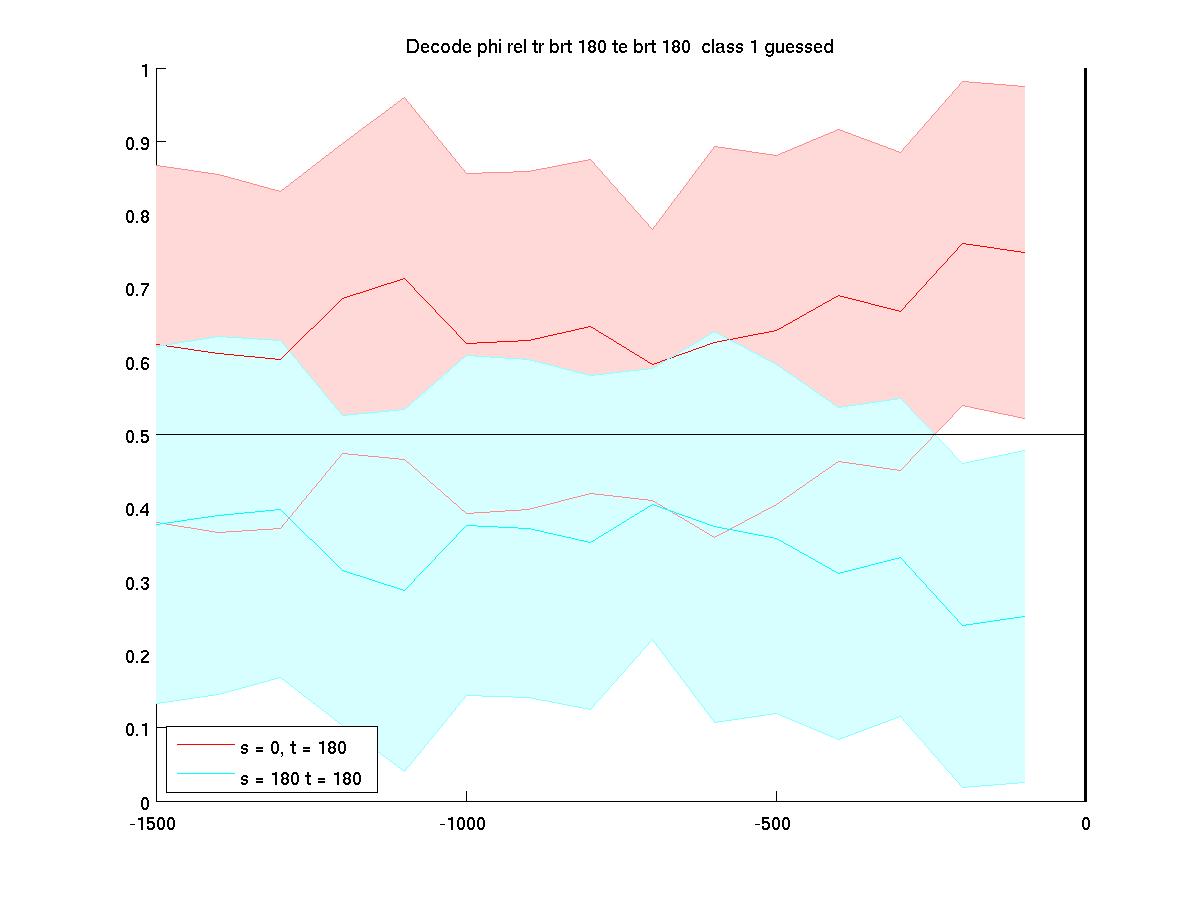 Decode phi rel tr brt 180 te brt 180 class 1 guessed
1
0.9
0.8
0.7
0.6
0.5
0.4
0.3
0.2
0.1
0
s = 0, t = 180
s = 180 t = 180
-1500 -1000 -500 0